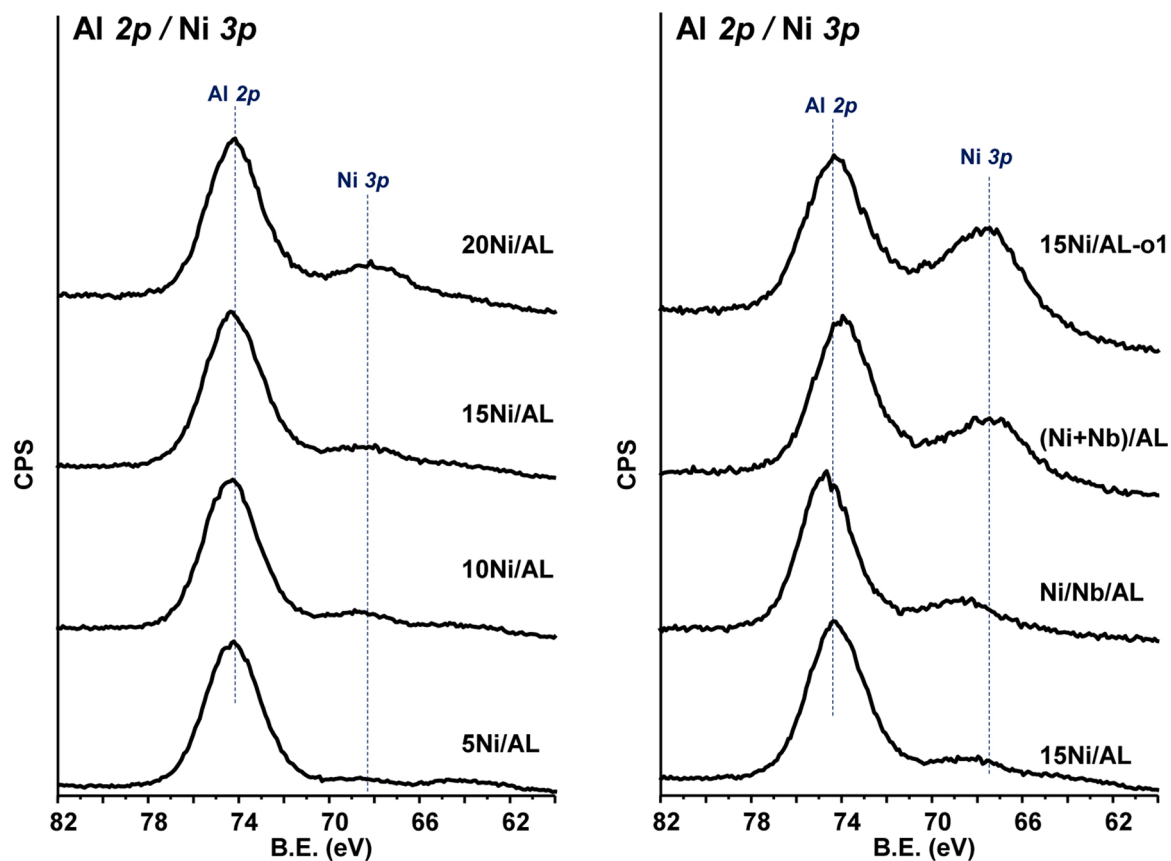 Al 2p / Ni 3p
Al 2p
Ni 3p
20Ni/AL
15Ni/AL
10Ni/AL
5Ni/AL
CPS
82 78 74 70 66 62
B.E. (eV)
Al 2p / Ni 3p
Al 2p
Ni 3p
15Ni/AL-o1
(Ni+Nb)/AL
Ni/Nb/AL
15Ni/AL
CPS
82 78 74 70 66 62
B.E. (eV)